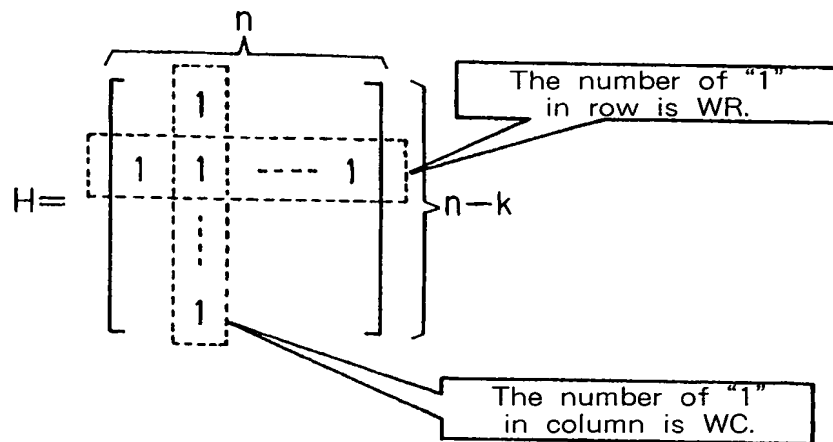 n
The number of “1”
in row is WR.
1
1 1 ----- 1
H=
n−k
1
The number of “1”
in column is WC.